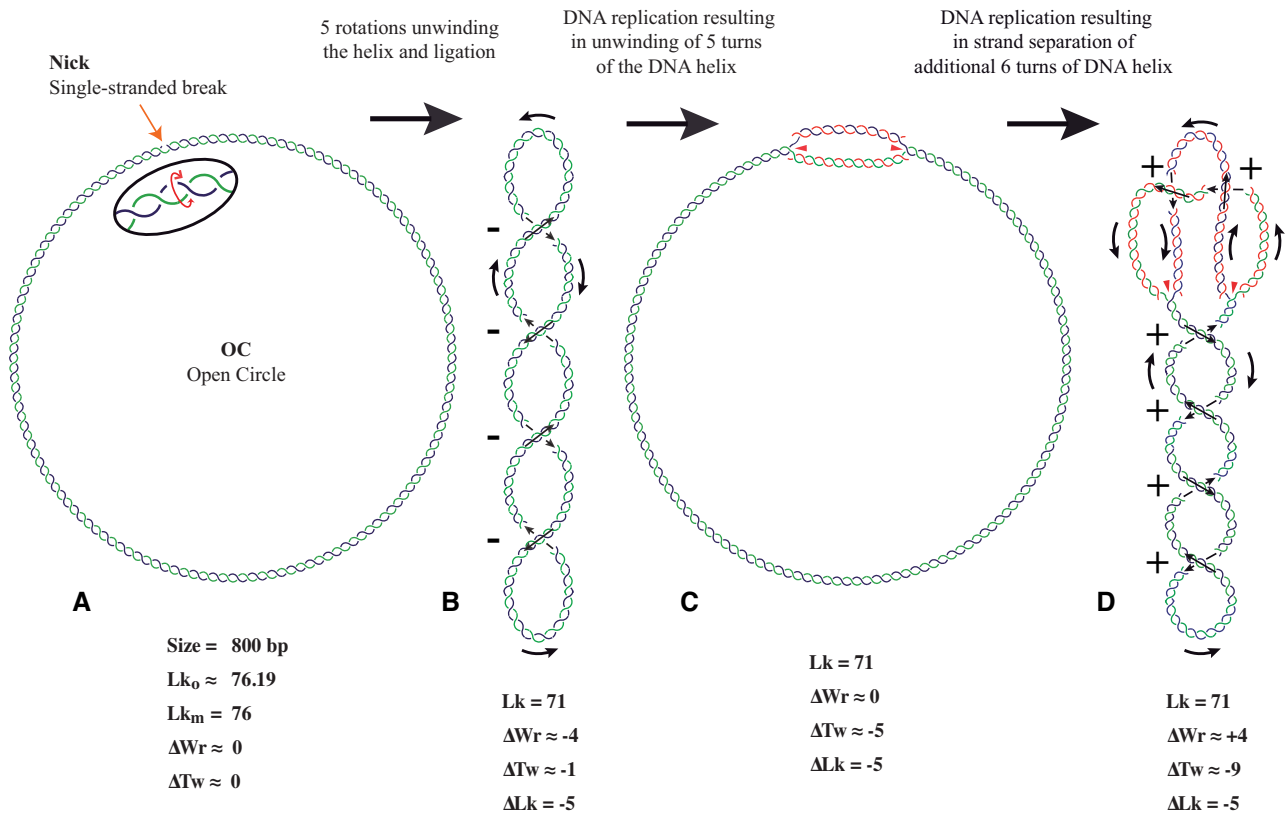 5 rotations unwinding
the helix and ligation
DNA replication resulting
in unwinding of 5 turns
of the DNA helix
DNA replication resulting
in strand separation of
additional 6 turns of DNA helix
Nick
Single-stranded break
OC
Open Circle
-
-
-
-
+ +
+
+
+
+
A
B
C
D
Size = 800 bp
Lkₒ ≈ 76.19
Lkₘ = 76
ΔWr ≈ 0
ΔTw ≈ 0
Lk = 71
ΔWr ≈ -4
ΔTw ≈ -1
ΔLk = -5
Lk = 71
ΔWr ≈ 0
ΔTw ≈ -5
ΔLk = -5
Lk = 71
ΔWr ≈ +4
ΔTw ≈ -9
ΔLk = -5